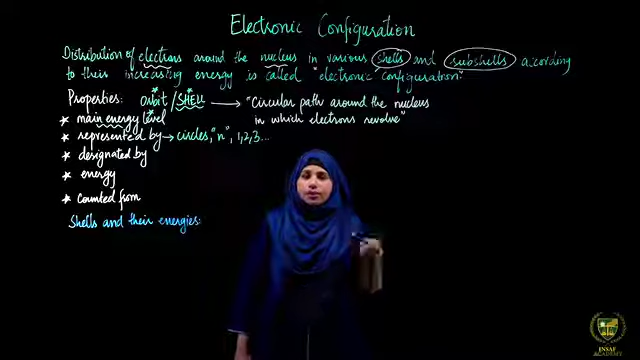 Electronic Configuration
Distribution of electrons around the nucleus in various shells and subshells according
to their increasing energy is called "electronic configuration"
Properties: orbit / SHELL → "Circular path around the nucleus
in which electrons revolve"
* main energy level
* represented by → circles, "n", 1,2,3...
* designated by
* energy
* Counted from
Shells and their energies:
INSAF
ACADEMY